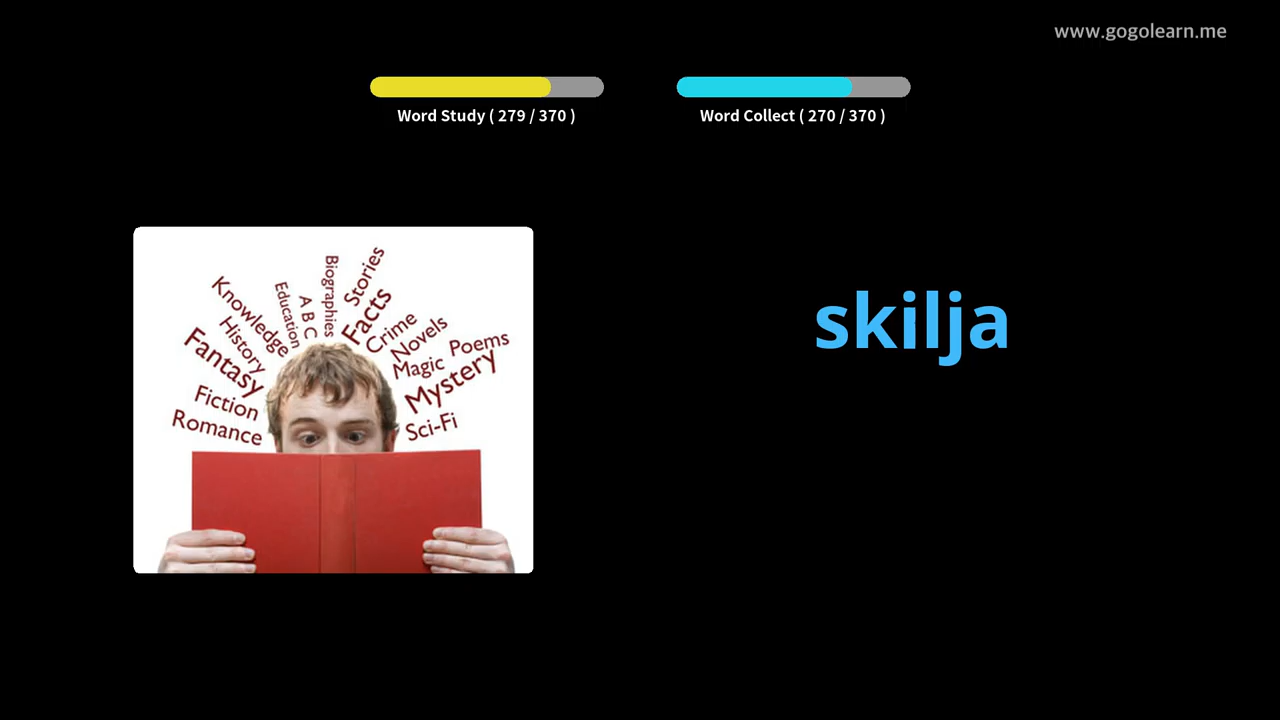 www.gogolearn.me
Word Study ( 279 / 370 )
Word Collect ( 270 / 370 )
Biographies
Stories
Education
A B C
Facts
Knowledge
Crime
History
Novels
Fantasy
Magic
Poems
Mystery
Fiction
Romance
Sci-Fi
skilja